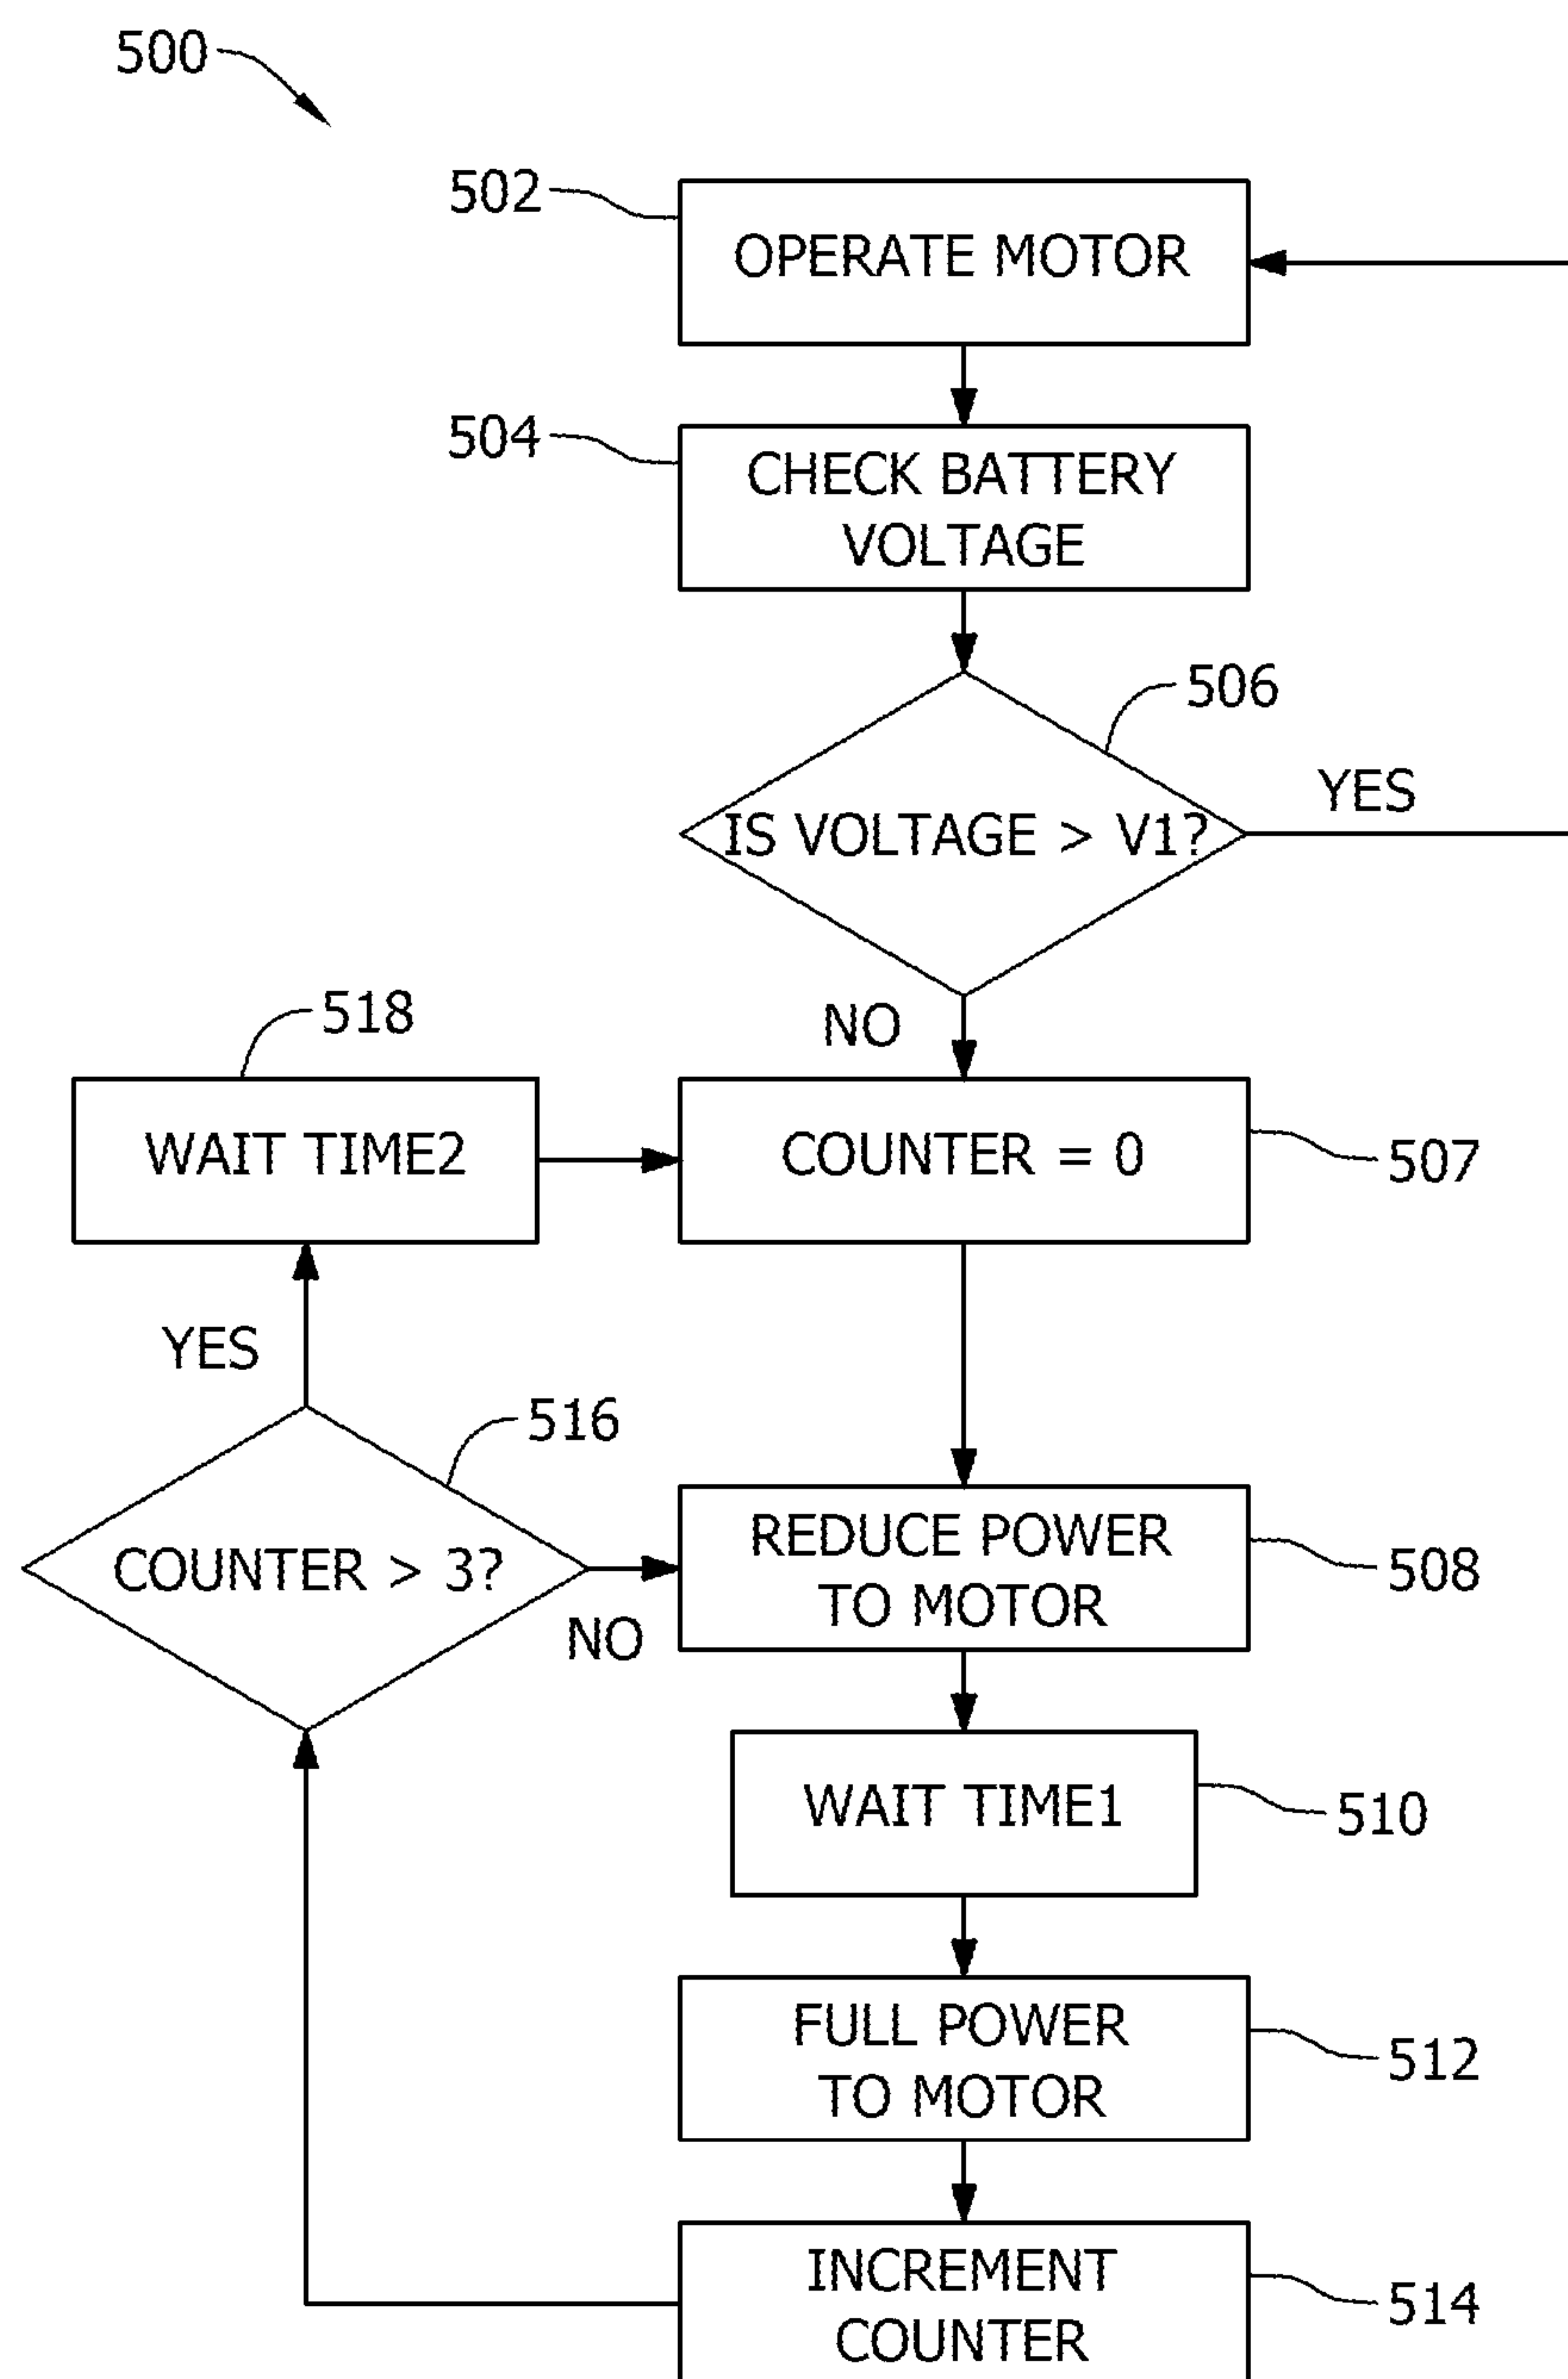 500
502
OPERATE MOTOR
504
CHECK BATTERY
VOLTAGE
506
IS VOLTAGE > V1?
YES
NO
518
WAIT TIME2
COUNTER = 0
507
YES
516
COUNTER > 3?
NO
REDUCE POWER
TO MOTOR
508
WAIT TIME1
510
FULL POWER
TO MOTOR
512
INCREMENT
COUNTER
514